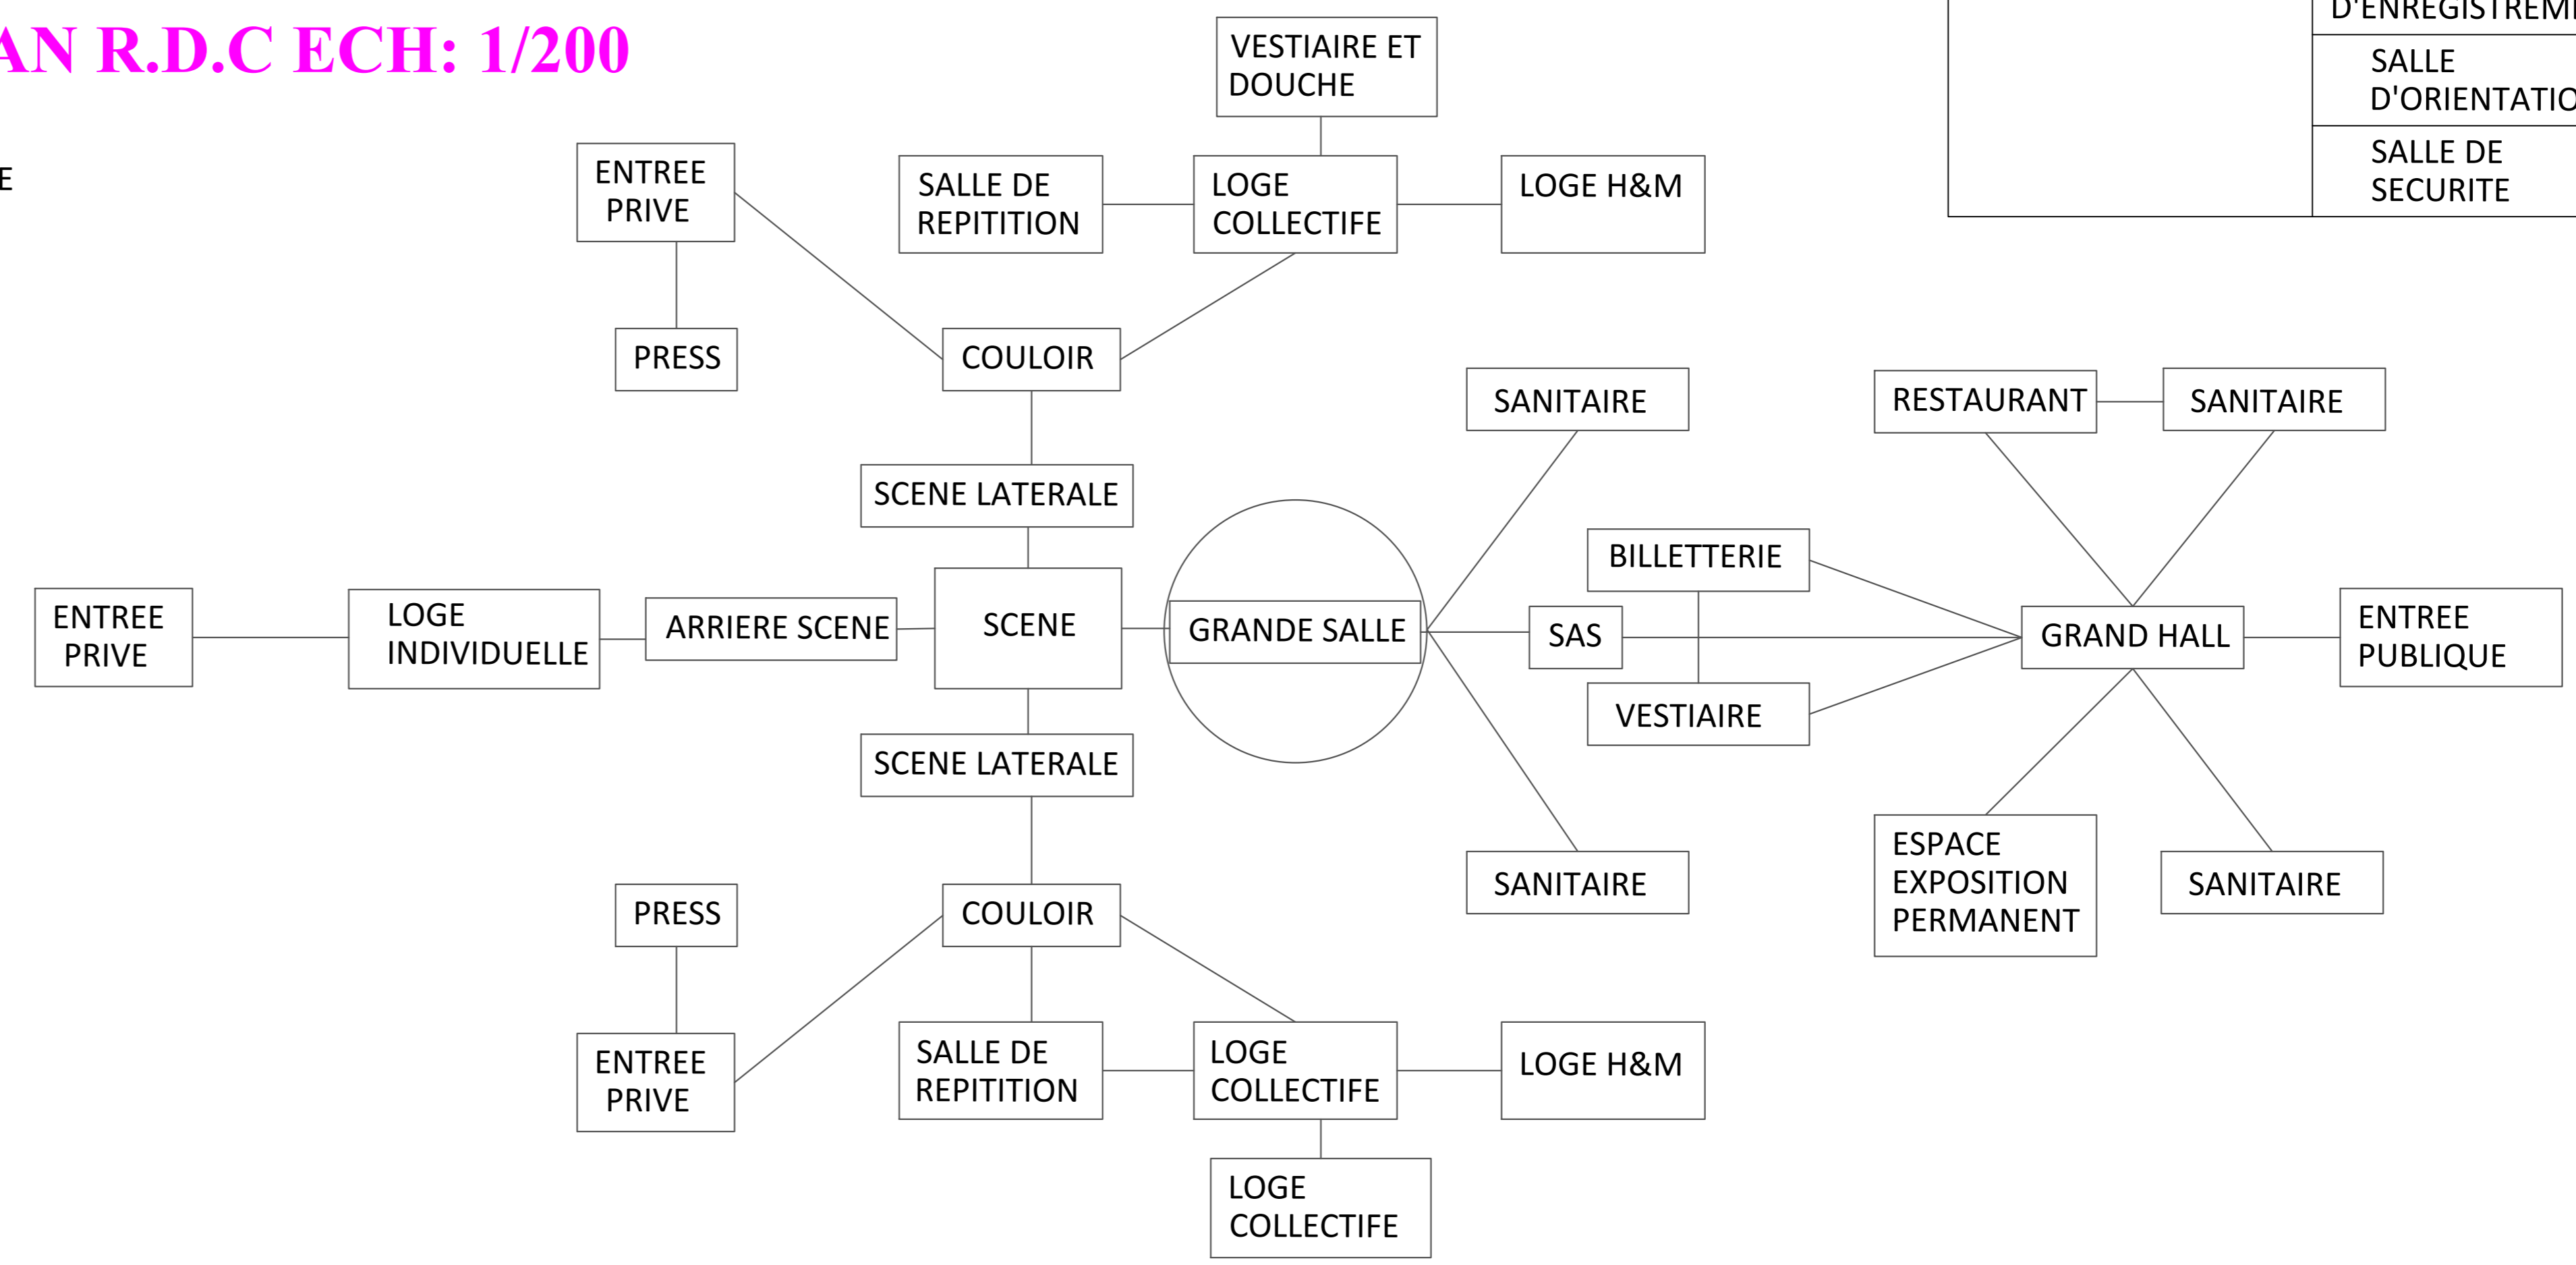 AN R.D.C ECH: 1/200
E
D'ENREGISTREME
SALLE
D'ORIENTATIO
SALLE DE
SECURITE
VESTIAIRE ET
DOUCHE
ENTREE
PRIVE
SALLE DE
REPITITION
LOGE
COLLECTIFE
LOGE H&M
PRESS
COULOIR
SANITAIRE
RESTAURANT
SANITAIRE
SCENE LATERALE
BILLETTERIE
ENTREE
PRIVE
LOGE
INDIVIDUELLE
ARRIERE SCENE
SCENE
GRANDE SALLE
SAS
GRAND HALL
ENTREE
PUBLIQUE
VESTIAIRE
SCENE LATERALE
PRESS
COULOIR
SANITAIRE
ESPACE
EXPOSITION
PERMANENT
SANITAIRE
ENTREE
PRIVE
SALLE DE
REPITITION
LOGE
COLLECTIFE
LOGE H&M
LOGE
COLLECTIFE